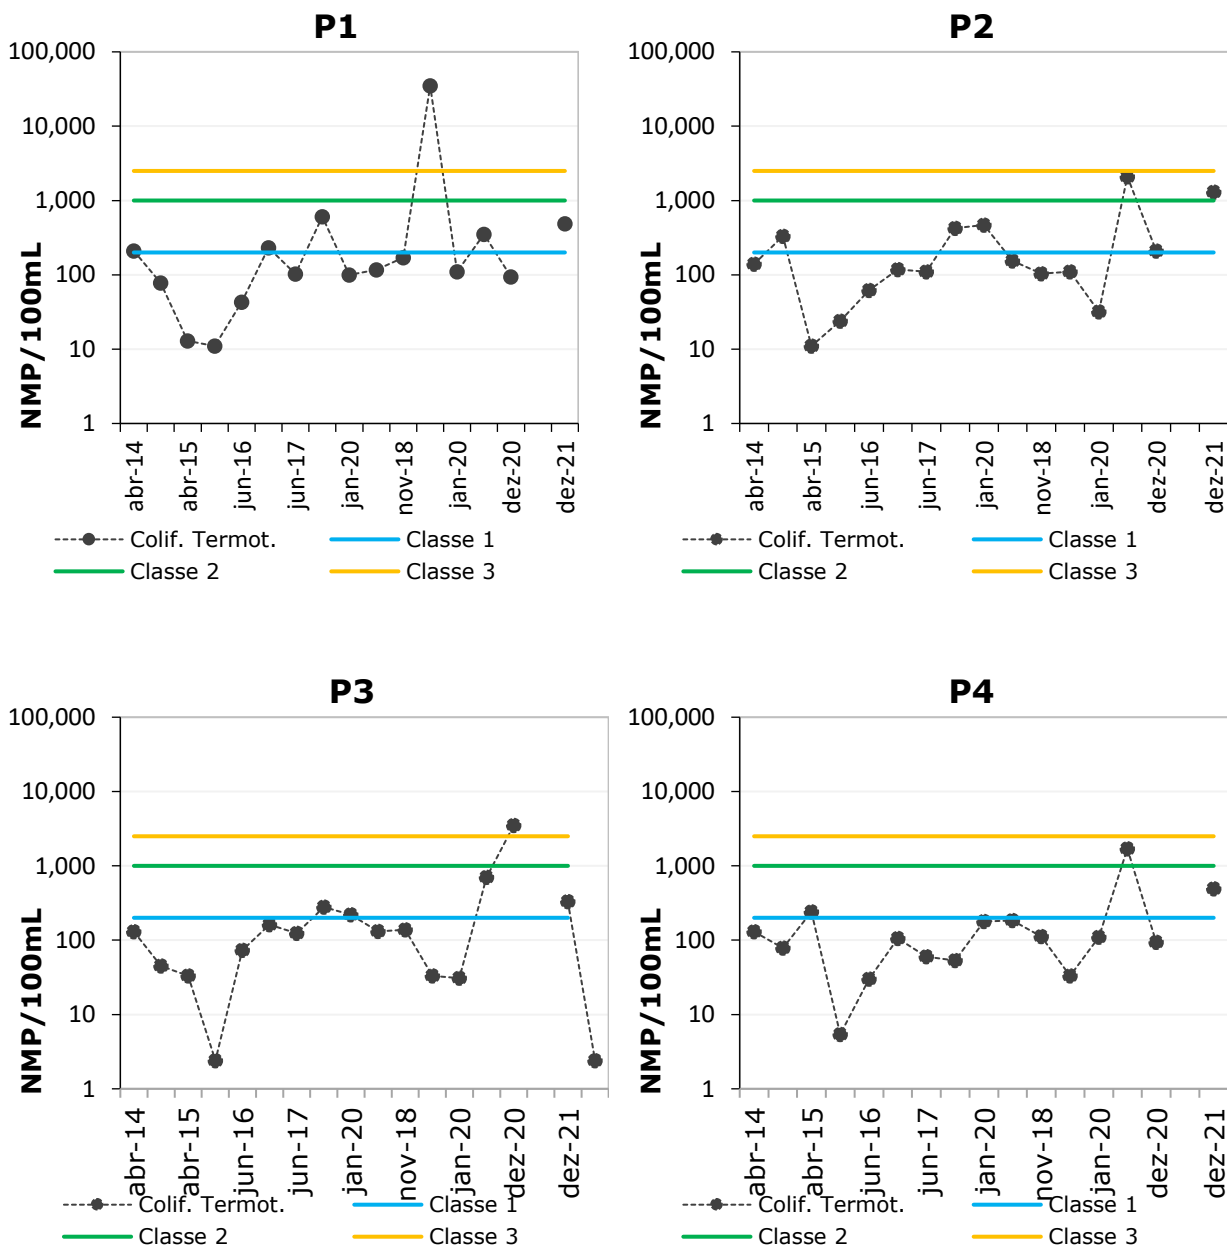 P1
100,000
10,000
1,000
100
10
1
NMP/100mL
abr-14
abr-15
jun-16
jun-17
jan-20
nov-18
jan-20
dez-20
dez-21
Colif. Termot.
Classe 1
Classe 2
Classe 3
P2
100,000
10,000
1,000
100
10
1
NMP/100mL
abr-14
abr-15
jun-16
jun-17
jan-20
nov-18
jan-20
dez-20
dez-21
Colif. Termot.
Classe 1
Classe 2
Classe 3
P3
100,000
10,000
1,000
100
10
1
NMP/100mL
abr-14
abr-15
jun-16
jun-17
jan-20
nov-18
jan-20
dez-20
dez-21
Colif. Termot.
Classe 1
Classe 2
Classe 3
P4
100,000
10,000
1,000
100
10
1
NMP/100mL
abr-14
abr-15
jun-16
jun-17
jan-20
nov-18
jan-20
dez-20
dez-21
Colif. Termot.
Classe 1
Classe 2
Classe 3